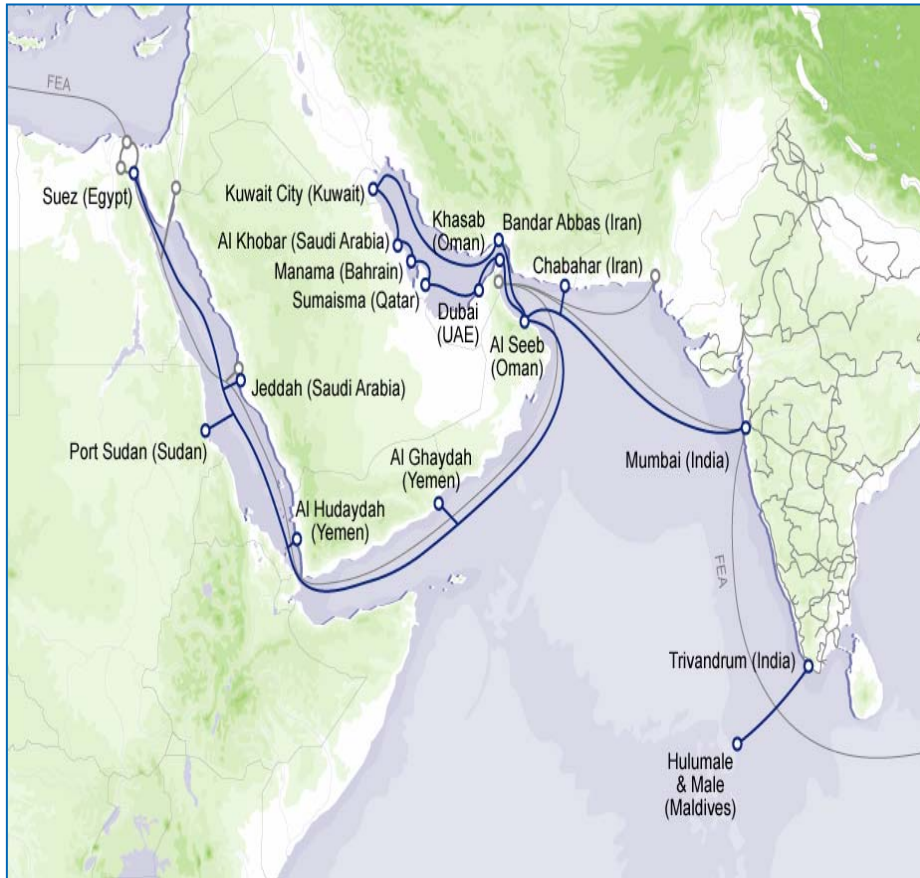 FEA
Suez (Egypt)
Kuwait City (Kuwait)
Khasab
(Oman)
Bandar Abbas (Iran)
Al Khobar (Saudi Arabia)
Chabahar (Iran)
Manama (Bahrain)
Sumaisma (Qatar)
Dubai
(UAE)
Al Seeb
(Oman)
Jeddah (Saudi Arabia)
Port Sudan (Sudan)
Al Ghaydah
(Yemen)
Mumbai (India)
Al Hudaydah
(Yemen)
FEA
Trivandrum (India)
Hulumale
& Male
(Maldives)